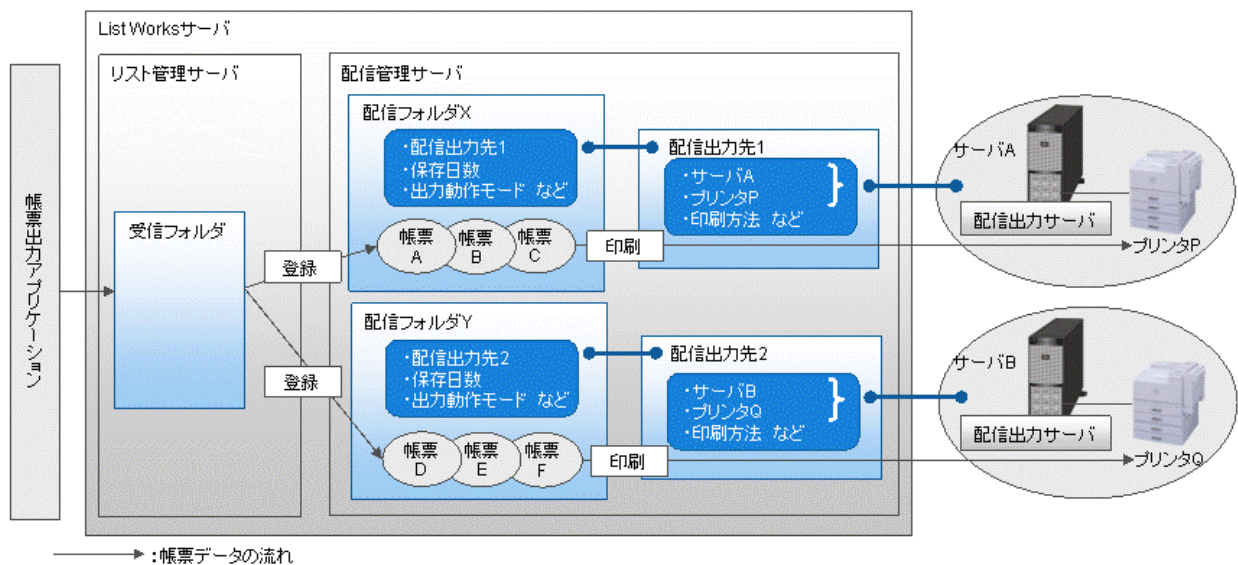 List Worksサーバ
リスト管理サーバ
配信管理サーバ
帳票出力アプリケーション
受信フォルダ
登録
登録
配信フォルダX
・配信出力先1
・保存日数
・出力動作モード など
帳票
A
帳票
B
帳票
C
印刷
配信出力先1
・サーバA
・プリンタP
・印刷方法 など
サーバA
配信出力サーバ
プリンタP
配信フォルダY
・配信出力先2
・保存日数
・出力動作モード など
帳票
D
帳票
E
帳票
F
印刷
配信出力先2
・サーバB
・プリンタQ
・印刷方法 など
サーバB
配信出力サーバ
プリンタQ
:帳票データの流れ